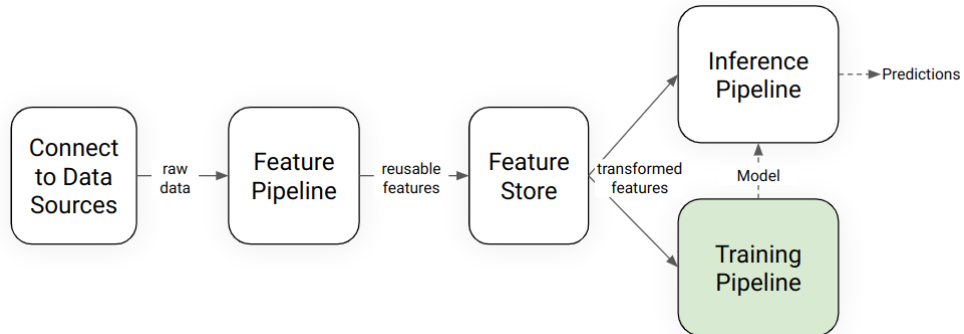 Connect
to Data
Sources
raw
data
Feature
Pipeline
reusable
features
Feature
Store
transformed
features
Inference
Pipeline
Predictions
Model
Training
Pipeline